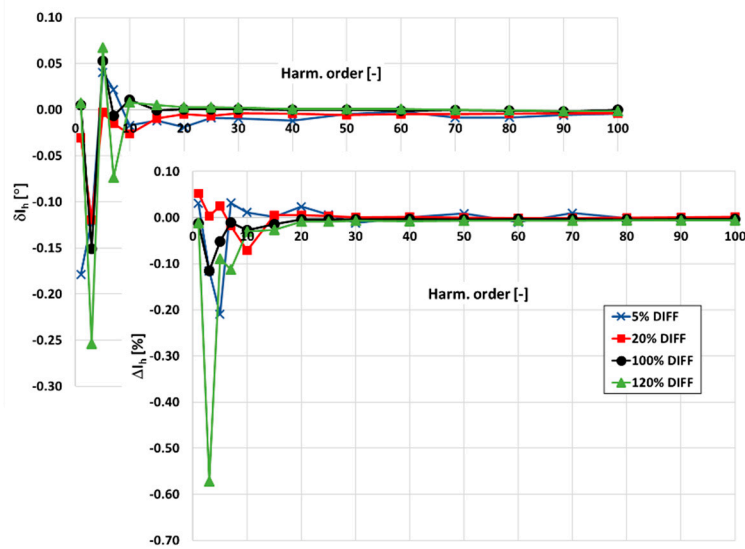 0.10
0.05
0.00
-0.05
-0.10
-0.15
-0.20
-0.25
-0.30
δIₕ [°]
Harm. order [-]
0 10 20 30 40 50 60 70 80 90 100
0.10
0.00
-0.10
-0.20
-0.30
-0.40
-0.50
-0.60
-0.70
ΔIₕ [%]
0 10 20 30 40 50 60 70 80 90 100
Harm. order [-]
5% DIFF
20% DIFF
100% DIFF
120% DIFF